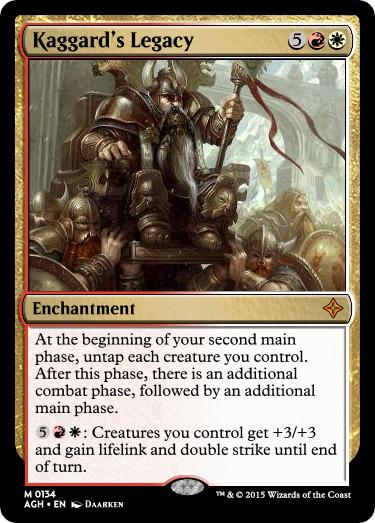 Kaggard's Legacy 5
Enchantment
At the beginning of your second main
phase, untap each creature you control.
After this phase, there is an additional
combat phase, followed by an additional
main phase.
5 : Creatures you control get +3/+3
and gain lifelink and double strike until end
of turn.
M 0134
AGH • EN DAARKEN
™ & © 2015 Wizards of the Coast